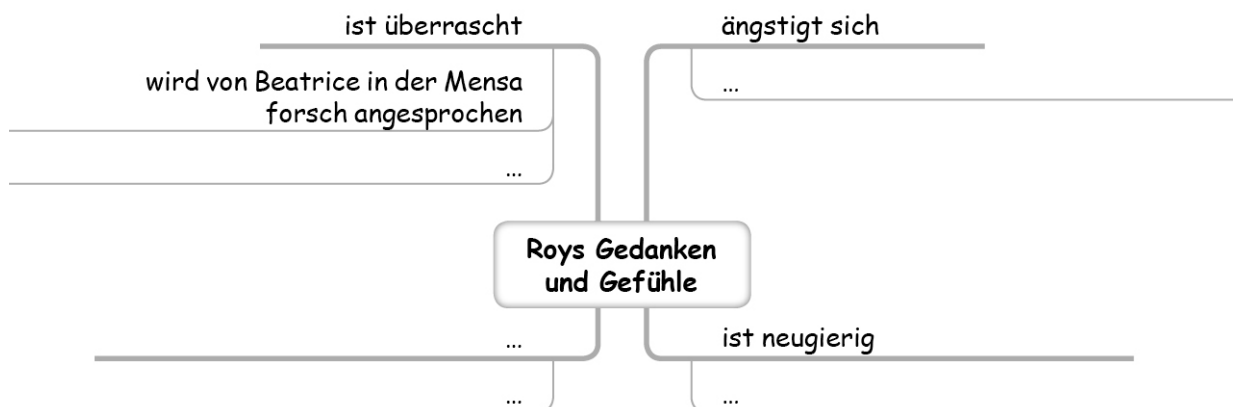 ist überrascht
wird von Beatrice in der Mensa
forsch angesprochen
...
ängstigt sich
...
Roys Gedanken
und Gefühle
...
...
ist neugierig
...